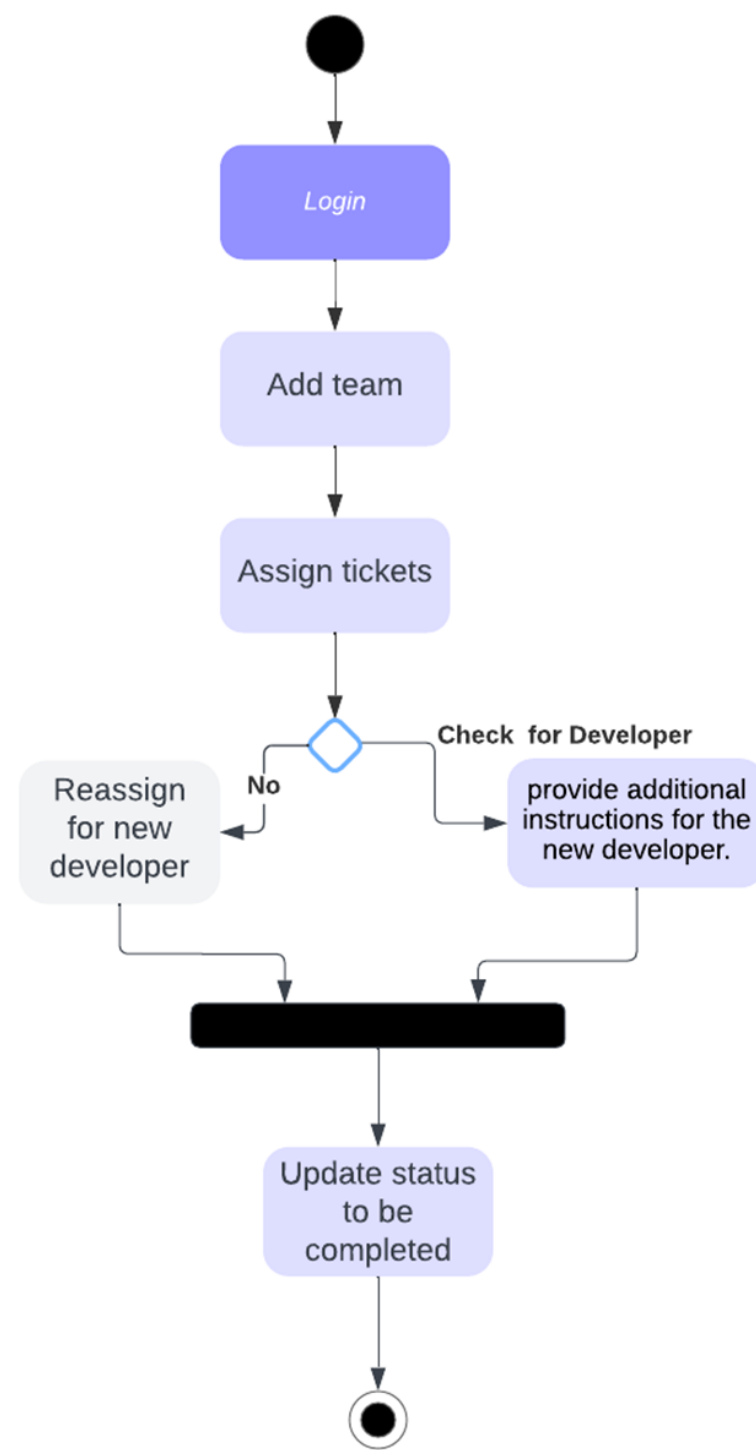 Login
Add team
Assign tickets
Check  for Developer
No
Reassign
for new
developer
provide additional
instructions for the
new developer.
Update status
to be
completed